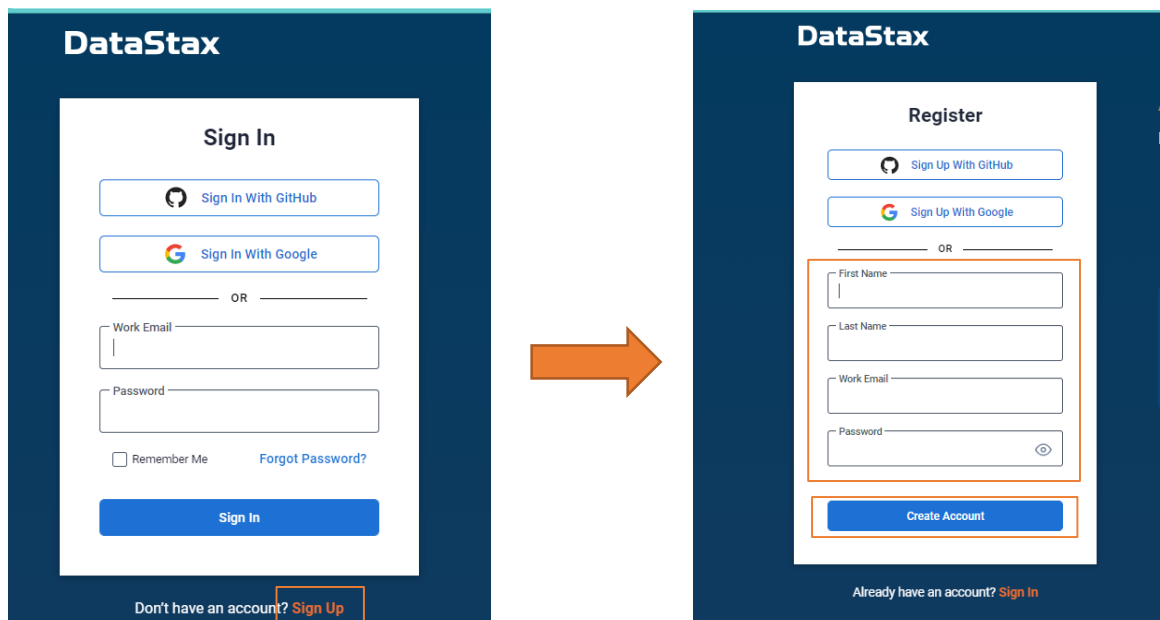 DataStax
Sign In
Sign In With GitHub
Sign In With Google
OR
Work Email
Password
Remember Me
Forgot Password?
Sign In
Don't have an account? Sign Up
DataStax
Register
Sign Up With GitHub
Sign Up With Google
OR
First Name
Last Name
Work Email
Password
Create Account
Already have an account? Sign In